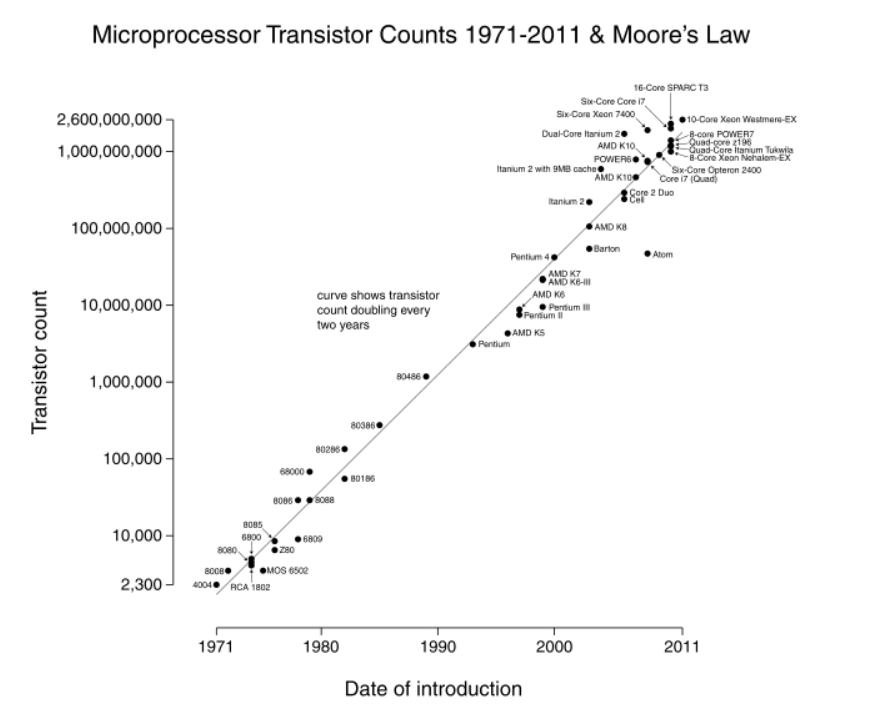 Microprocessor Transistor Counts 1971-2011 & Moore's Law
16-Core SPARC T3
Six-Core Core i7
Six-Core Xeon 7400
2,600,000,000
10-Core Xeon Westmere-EX
Dual-Core Itanium 2
8-core POWER7
Quad-core z196
AMD K10
1,000,000,000
Quad-Core Itanium Tukwila
8-Core Xeon Nehalem-EX
POWER6
Itanium 2 with 9MB cache
Six-Core Opteron 2400
AMD K10
Core i7 (Quad)
Core 2 Duo
Itanium 2
Cell
100,000,000
AMD K8
Barton
Atom
Pentium 4
AMD K7
AMD K6-III
curve shows transistor
count doubling every
two years
AMD K6
10,000,000
Pentium III
Pentium II
AMD K5
Pentium
Transistor count
1,000,000
80486
80386
80286
100,000
68000
80186
8086
8088
8085
10,000
6800
6809
8080
Z80
8008
MOS 6502
2,300
4004
RCA 1802
1971
1980
1990
2000
2011
Date of introduction